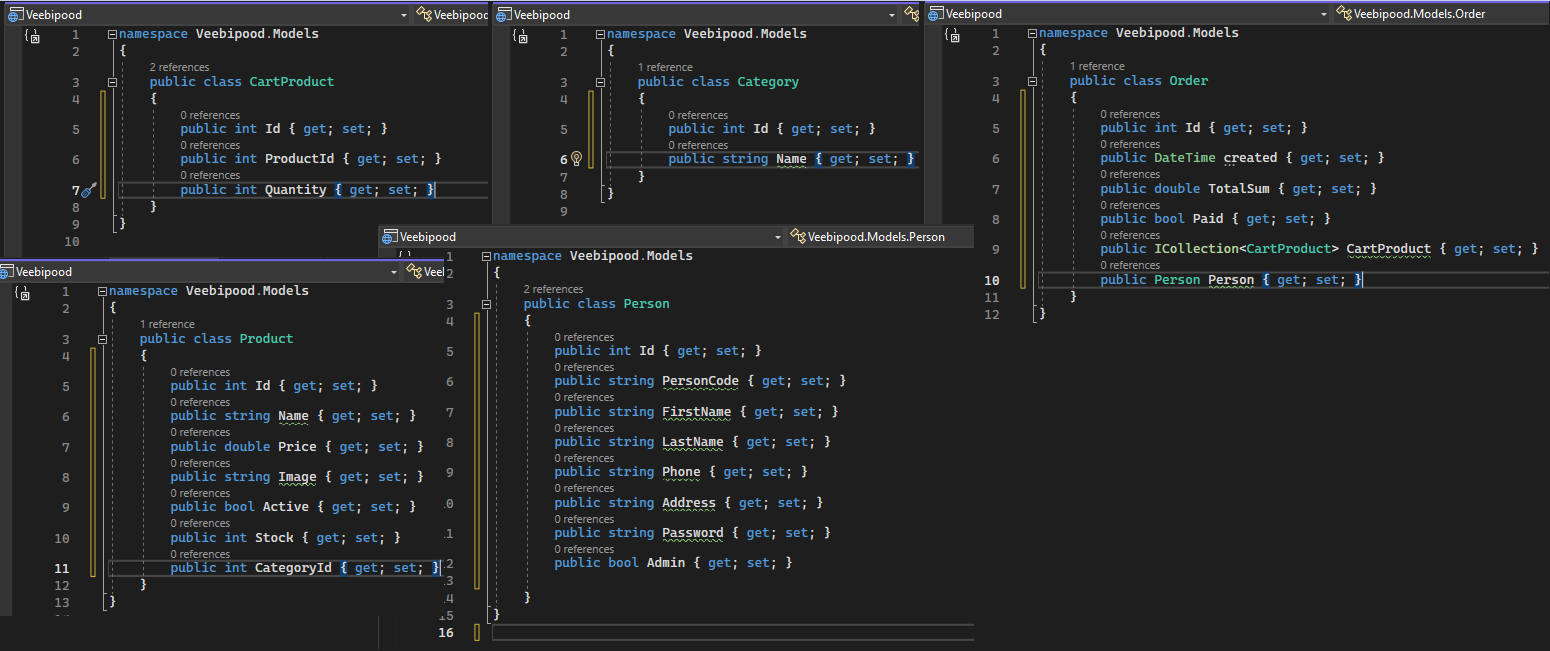 Veebipood
Veebipood
1 namespace Veebipood.Models
2 {
2 references
3 public class CartProduct
4 {
0 references
5 public int Id { get; set; }
0 references
6 public int ProductId { get; set; }
0 references
7 public int Quantity { get; set; }
8 }
9 }
10
Veebipood
1 namespace Veebipood.Models
2 {
1 reference
3 public class Category
4 {
0 references
5 public int Id { get; set; }
0 references
6 public string Name { get; set; }
7 }
8 }
9
Veebipood
Veebipood.Models.Order
1 namespace Veebipood.Models
2 {
1 reference
3 public class Order
4 {
0 references
5 public int Id { get; set; }
0 references
6 public DateTime created { get; set; }
0 references
7 public double TotalSum { get; set; }
0 references
8 public bool Paid { get; set; }
0 references
9 public ICollection<CartProduct> CartProduct { get; set; }
0 references
10 public Person Person { get; set; }
11 }
12 }
Veebipood
Veel
1 namespace Veebipood.Models
2 {
1 reference
3 public class Product
4 {
0 references
5 public int Id { get; set; }
0 references
6 public string Name { get; set; }
0 references
7 public double Price { get; set; }
0 references
8 public string Image { get; set; }
0 references
9 public bool Active { get; set; }
0 references
10 public int Stock { get; set; }
0 references
11 public int CategoryId { get; set; }
12 }
13 }
Veebipood
Veebipood.Models.Person
1 namespace Veebipood.Models
2 {
2 references
3 public class Person
4 {
0 references
5 public int Id { get; set; }
0 references
6 public string PersonCode { get; set; }
0 references
7 public string FirstName { get; set; }
0 references
8 public string LastName { get; set; }
0 references
9 public string Phone { get; set; }
0 references
10 public string Address { get; set; }
0 references
11 public string Password { get; set; }
0 references
12 public bool Admin { get; set; }
13
14 }
15 }
16